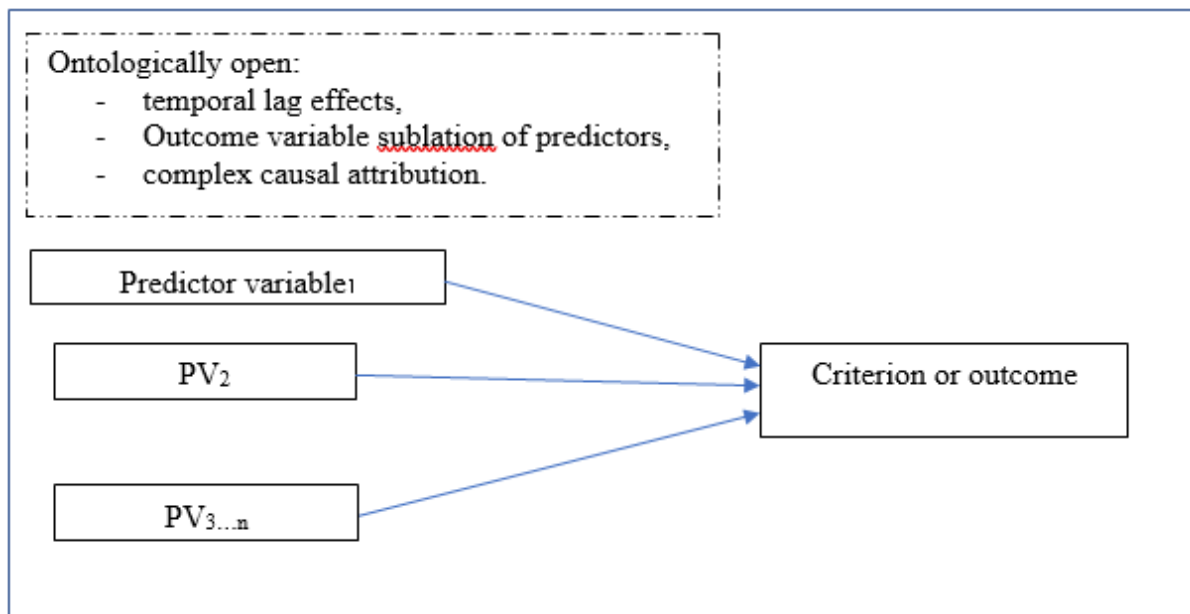 Ontologically open:
- temporal lag effects,
- Outcome variable sublation of predictors,
- complex causal attribution.
Predictor variable1
PV2
Criterion or outcome
PV3…n